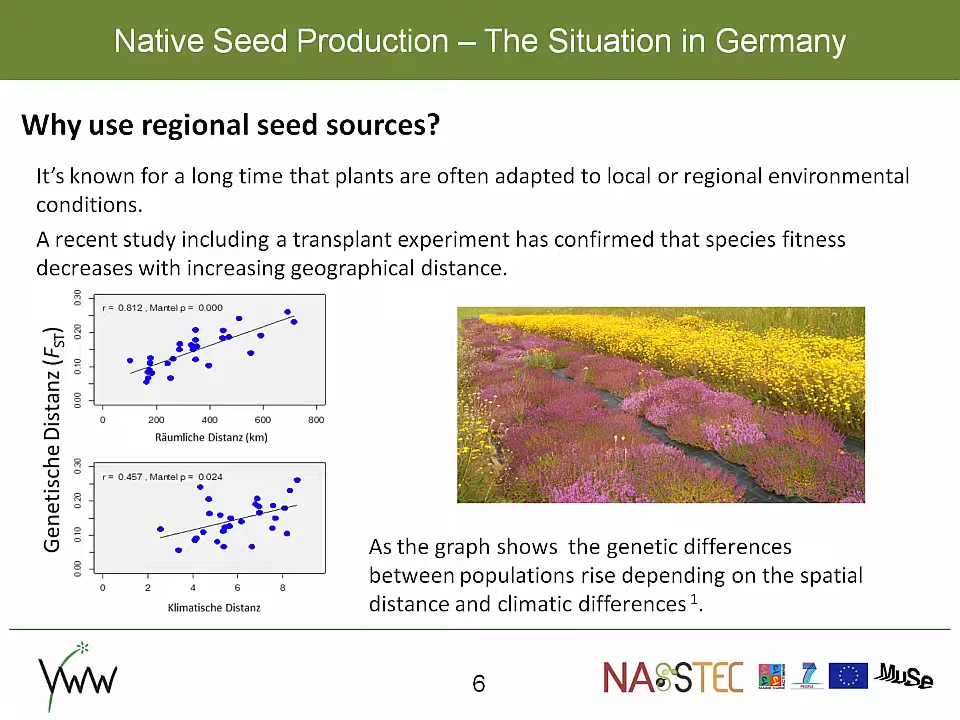 Native Seed Production – The Situation in Germany
Why use regional seed sources?
It's known for a long time that plants are often adapted to local or regional environmental
conditions.
A recent study including a transplant experiment has confirmed that species fitness
decreases with increasing geographical distance.
Genetische Distanz (FST)
r = 0.812 , Mantel p = 0.000
0.30
0.20
0.10
0.00
0 200 400 600 800
Räumliche Distanz (km)
r = 0.457 , Mantel p = 0.024
0.30
0.20
0.10
0.00
0 2 4 6 8
Klimatische Distanz
As the graph shows the genetic differences
between populations rise depending on the spatial
distance and climatic differences 1.
VWW
6
NASSTEC
7
PEOPLE
MUSE